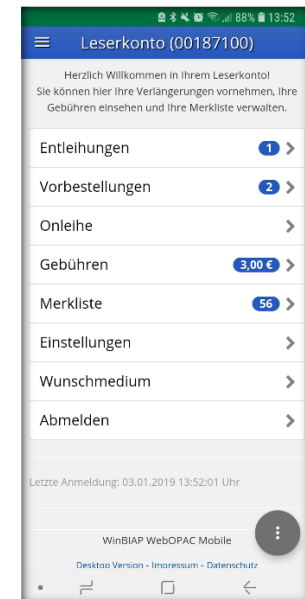 88% 13:52
Leserkonto (00187100)
Herzlich Willkommen in Ihrem Leserkonto!
Sie können hier Ihre Verlängerungen vornehmen, Ihre
Gebühren einsehen und Ihre Merkliste verwalten.
Entleihungen 1
Vorbestellungen 2
Onleihe
Gebühren 3,00 €
Merkliste 56
Einstellungen
Wunschmedium
Abmelden
Letzte Anmeldung: 03.01.2019 13:52:01 Uhr
WinBIAP WebOPAC Mobile
Desktop Version - Impressum - Datenschutz